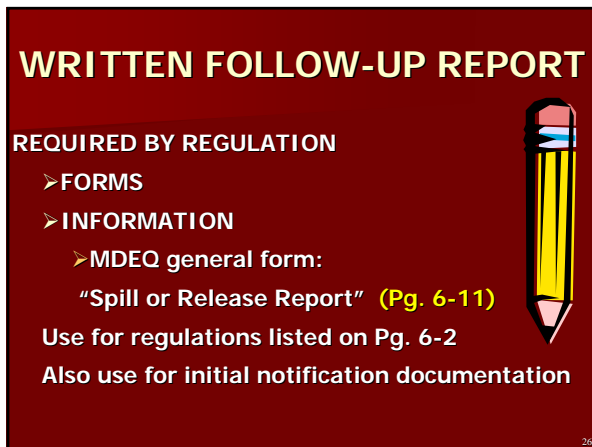 WRITTEN FOLLOW-UP REPORT
REQUIRED BY REGULATION
➢FORMS
➢INFORMATION
➢MDEQ general form:
“Spill or Release Report” (Pg. 6-11)
Use for regulations listed on Pg. 6-2
Also use for initial notification documentation
26